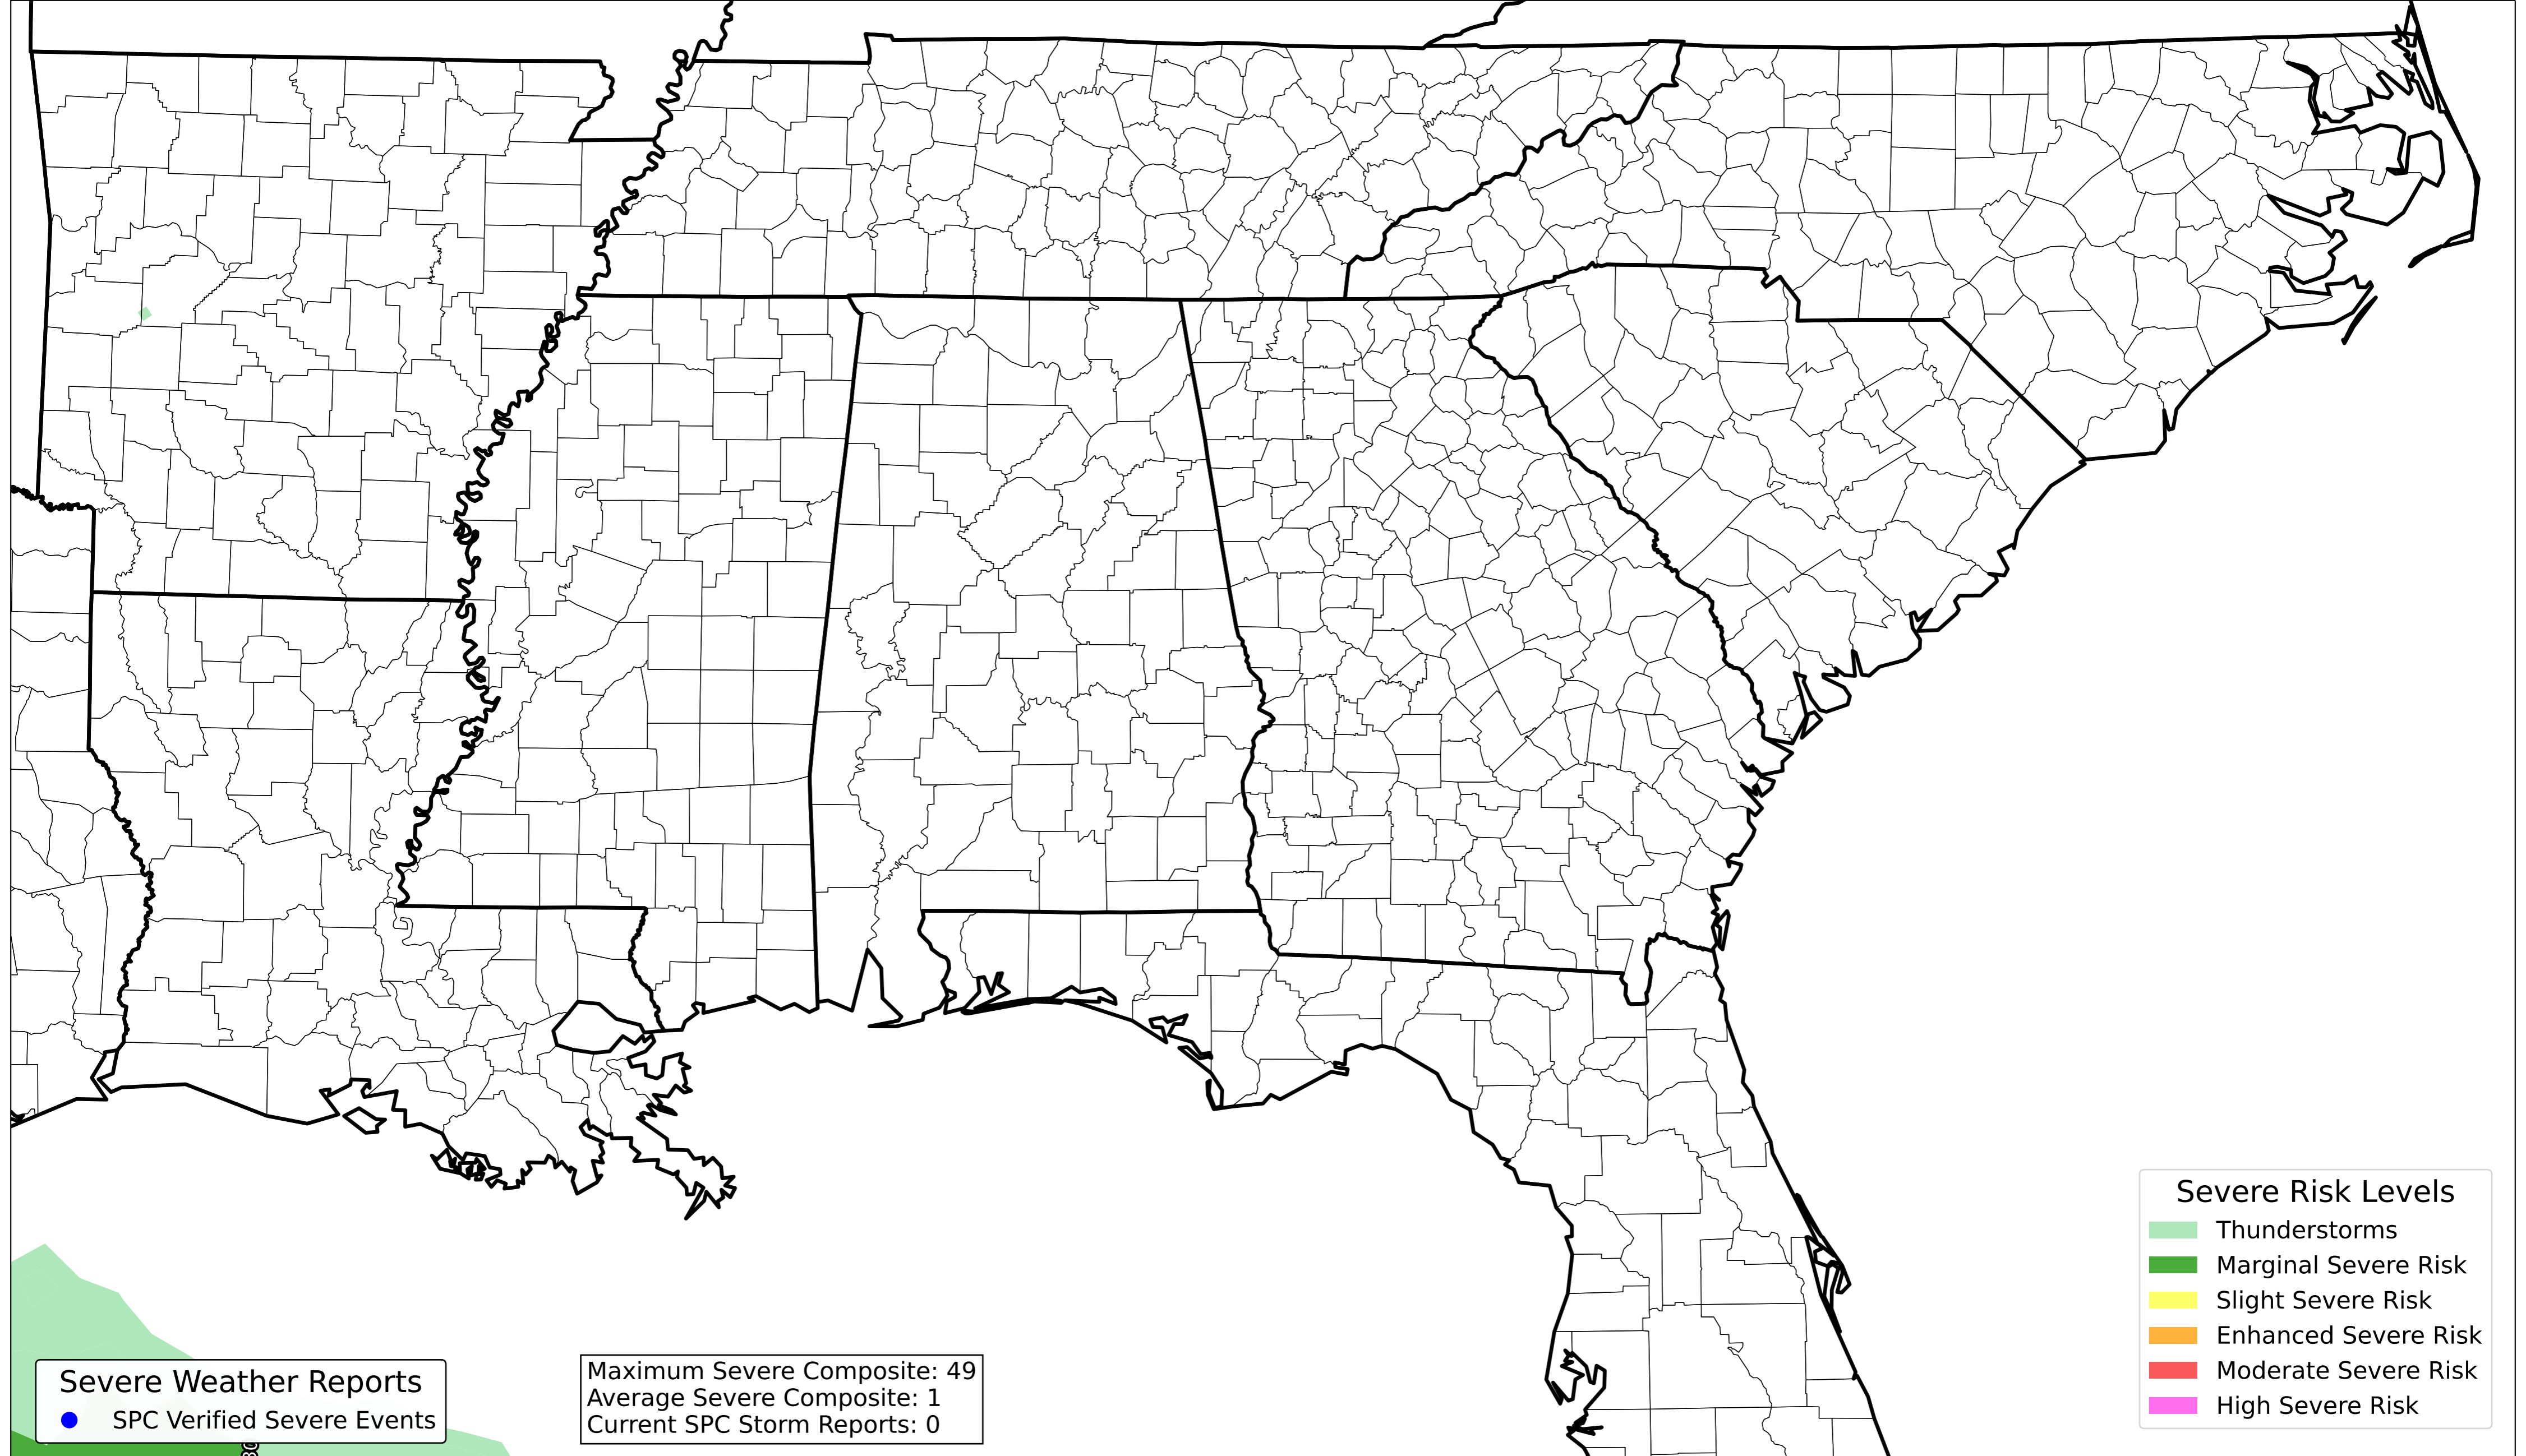 Severe Weather Reports
SPC Verified Severe Events
Maximum Severe Composite: 49
Average Severe Composite: 1
Current SPC Storm Reports: 0
Severe Risk Levels
Thunderstorms
Marginal Severe Risk
Slight Severe Risk
Enhanced Severe Risk
Moderate Severe Risk
High Severe Risk